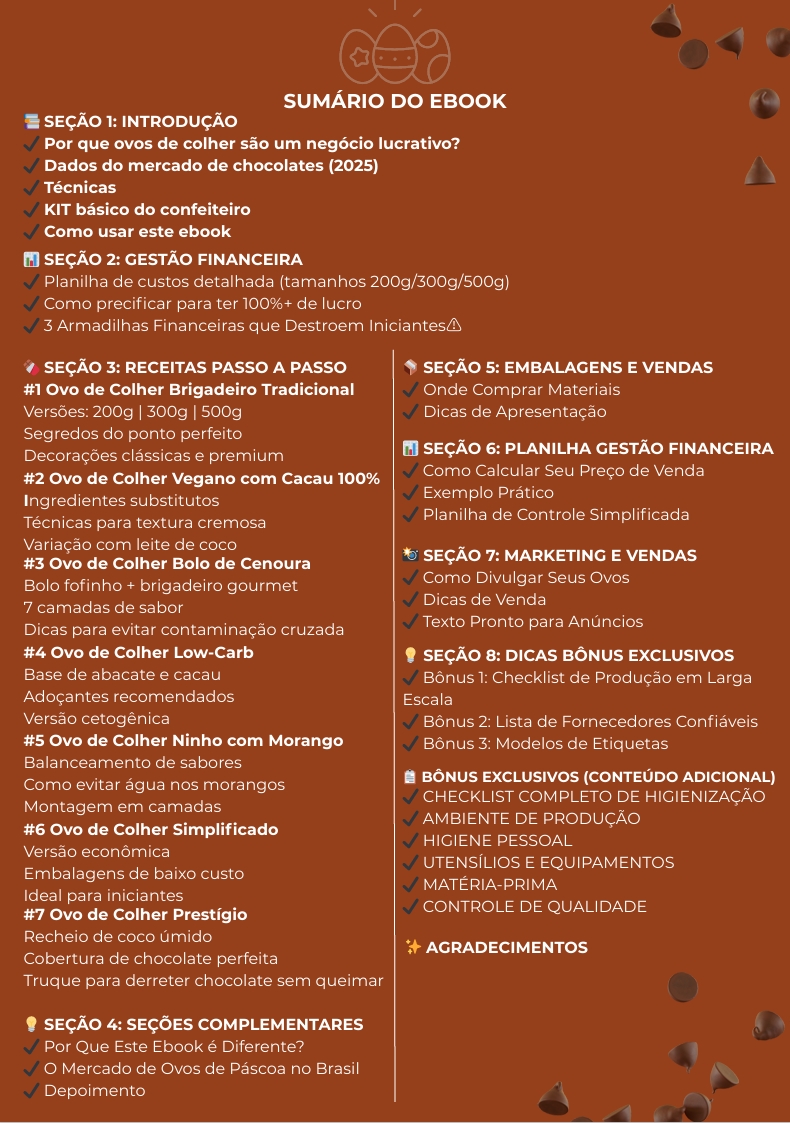 SUMÁRIO DO EBOOK
📚 SEÇÃO 1: INTRODUÇÃO
✔ Por que ovos de colher são um negócio lucrativo?
✔ Dados do mercado de chocolates (2025)
✔ Técnicas
✔ KIT básico do confeiteiro
✔ Como usar este ebook
📊 SEÇÃO 2: GESTÃO FINANCEIRA
✔ Planilha de custos detalhada (tamanhos 200g/300g/500g)
✔ Como precificar para ter 100%+ de lucro
✔ 3 Armadilhas Financeiras que Destroem Iniciantes⚠
🍫 SEÇÃO 3: RECEITAS PASSO A PASSO
#1 Ovo de Colher Brigadeiro Tradicional
Versões: 200g | 300g | 500g
Segredos do ponto perfeito
Decorações clássicas e premium
#2 Ovo de Colher Vegano com Cacau 100%
Ingredientes substitutos
Técnicas para textura cremosa
Variação com leite de coco
#3 Ovo de Colher Bolo de Cenoura
Bolo fofinho + brigadeiro gourmet
7 camadas de sabor
Dicas para evitar contaminação cruzada
#4 Ovo de Colher Low-Carb
Base de abacate e cacau
Adoçantes recomendados
Versão cetogênica
#5 Ovo de Colher Ninho com Morango
Balanceamento de sabores
Como evitar água nos morangos
Montagem em camadas
#6 Ovo de Colher Simplificado
Versão econômica
Embalagens de baixo custo
Ideal para iniciantes
#7 Ovo de Colher Prestígio
Recheio de coco úmido
Cobertura de chocolate perfeita
Truque para derreter chocolate sem queimar
💡 SEÇÃO 4: SEÇÕES COMPLEMENTARES
✔ Por Que Este Ebook é Diferente?
✔ O Mercado de Ovos de Páscoa no Brasil
✔ Depoimento
📦 SEÇÃO 5: EMBALAGENS E VENDAS
✔ Onde Comprar Materiais
✔ Dicas de Apresentação
📊 SEÇÃO 6: PLANILHA GESTÃO FINANCEIRA
✔ Como Calcular Seu Preço de Venda
✔ Exemplo Prático
✔ Planilha de Controle Simplificada
📸 SEÇÃO 7: MARKETING E VENDAS
✔ Como Divulgar Seus Ovos
✔ Dicas de Venda
✔ Texto Pronto para Anúncios
💡 SEÇÃO 8: DICAS BÔNUS EXCLUSIVOS
✔ Bônus 1: Checklist de Produção em Larga
Escala
✔ Bônus 2: Lista de Fornecedores Confiáveis
✔ Bônus 3: Modelos de Etiquetas
📋 BÔNUS EXCLUSIVOS (CONTEÚDO ADICIONAL)
✔ CHECKLIST COMPLETO DE HIGIENIZAÇÃO
✔ AMBIENTE DE PRODUÇÃO
✔ HIGIENE PESSOAL
✔ UTENSÍLIOS E EQUIPAMENTOS
✔ MATÉRIA-PRIMA
✔ CONTROLE DE QUALIDADE
✨ AGRADECIMENTOS